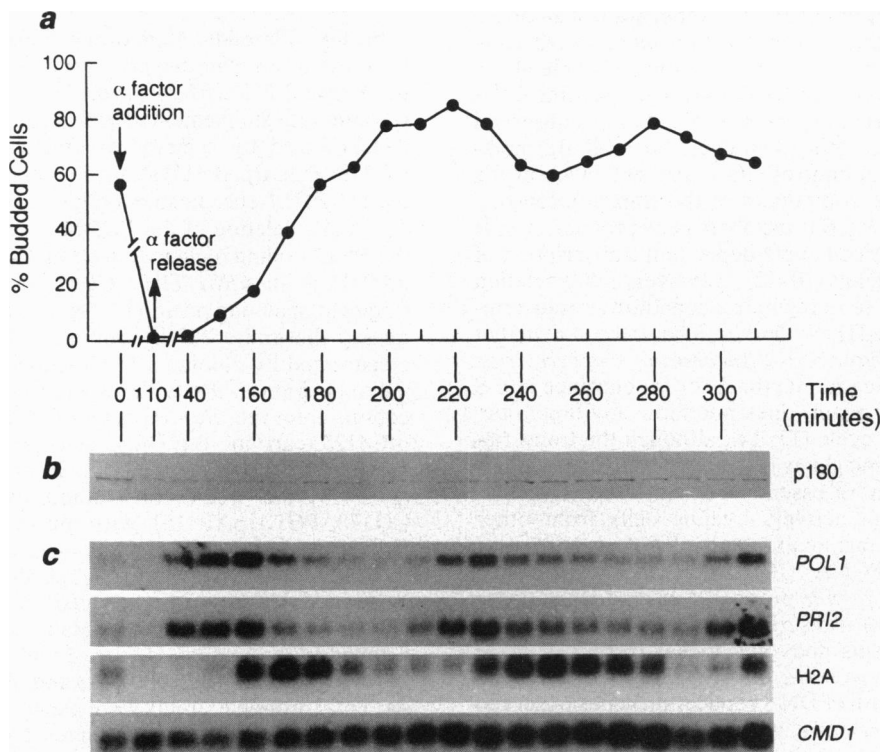 a
100
80
60
40
20
0
% Budded Cells
α factor
addition
α factor
release
0 110 140 160 180 200 220 240 260 280 300 Time
(minutes)
b
p180
c
POL1
PRI2
H2A
CMD1